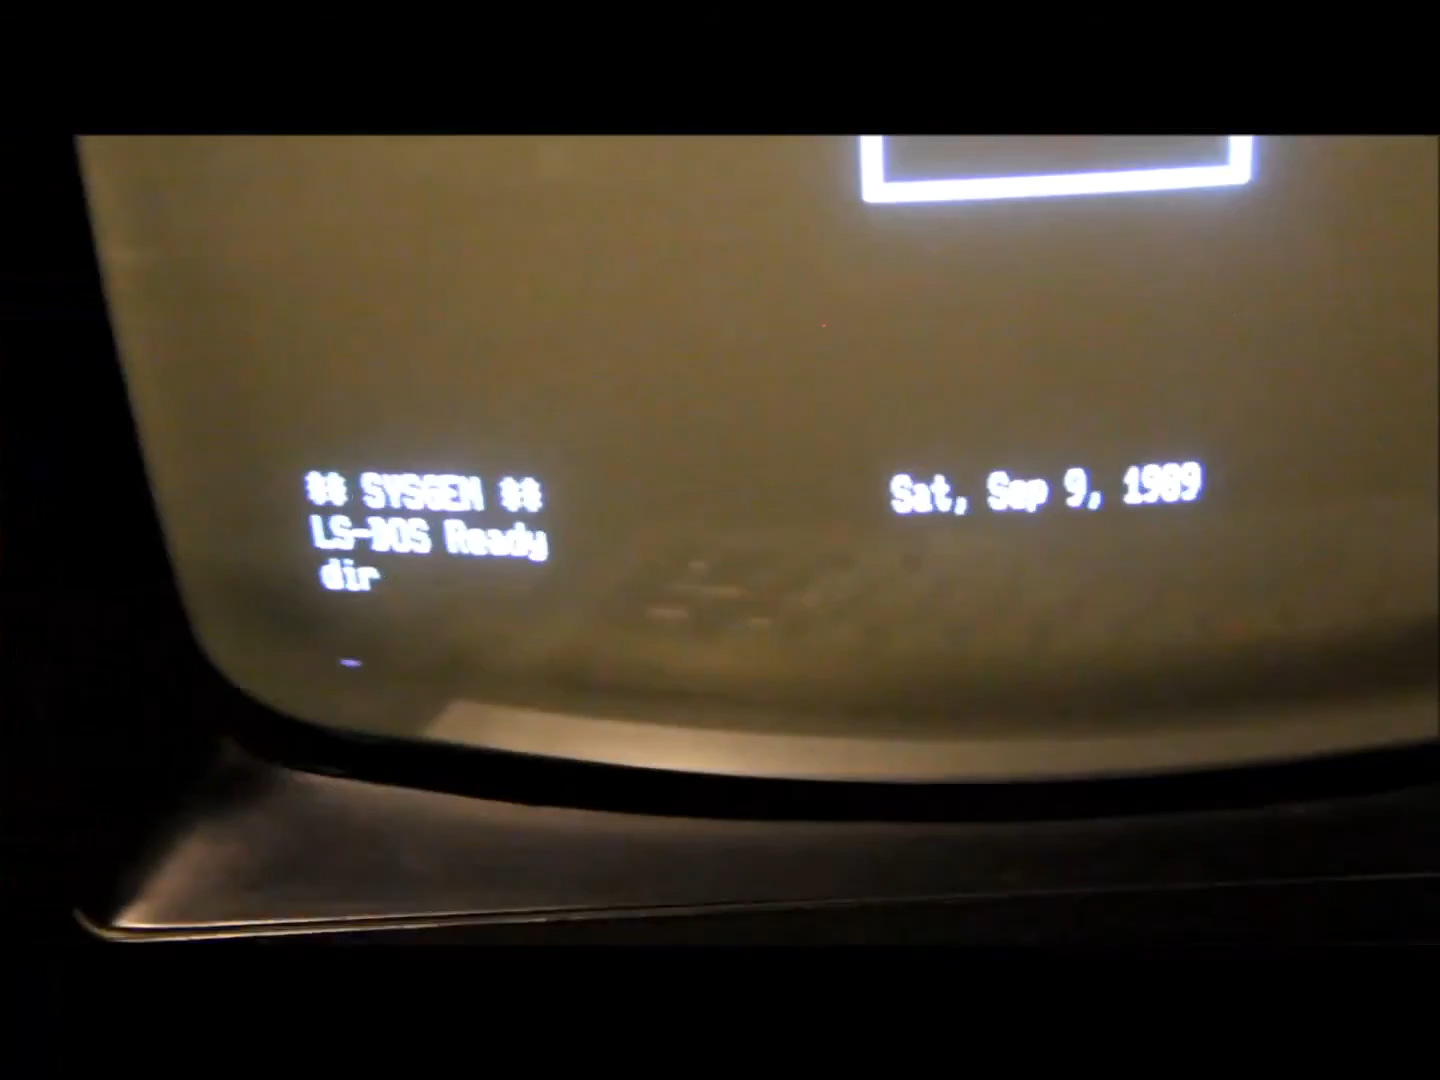 ** SYSGEN ** Sat, Sep 9, 1989
LS-DOS Ready
dir